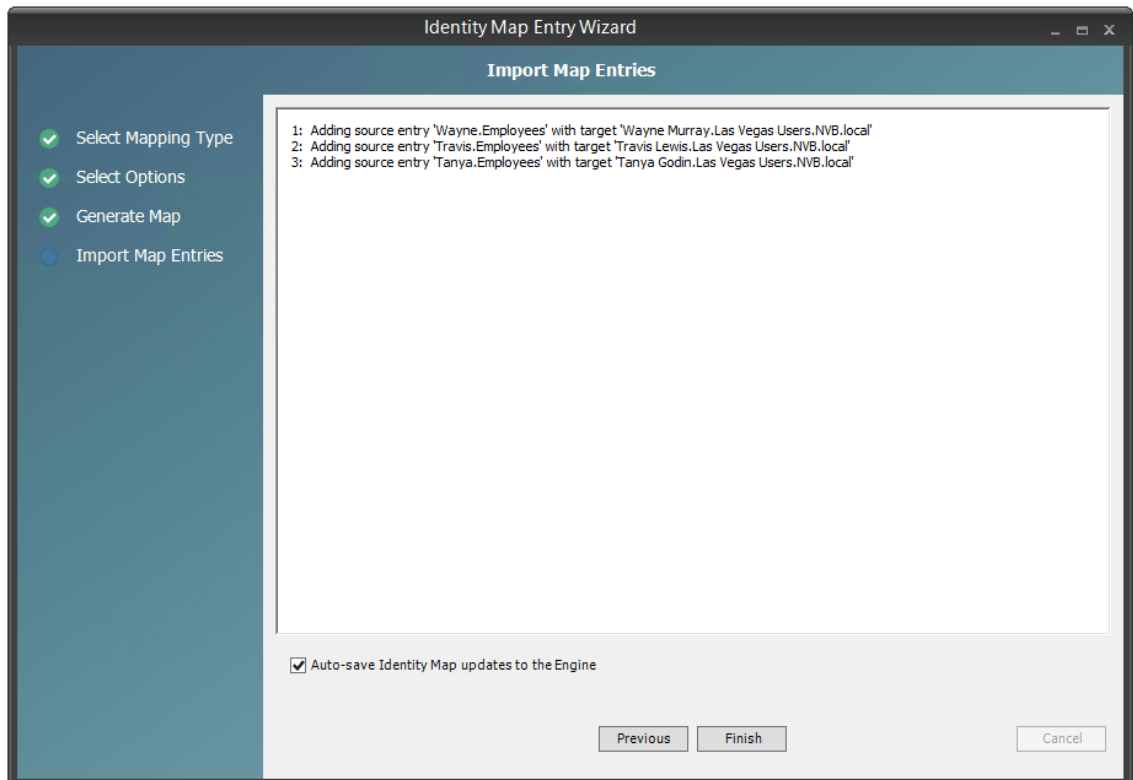 Identity Map Entry Wizard
Import Map Entries
Select Mapping Type
Select Options
Generate Map
Import Map Entries
1: Adding source entry 'Wayne.Employees' with target 'Wayne Murray.Las Vegas Users.NVB.local'
2: Adding source entry 'Travis.Employees' with target 'Travis Lewis.Las Vegas Users.NVB.local'
3: Adding source entry 'Tanya.Employees' with target 'Tanya Godin.Las Vegas Users.NVB.local'
Auto-save Identity Map updates to the Engine
Previous Finish Cancel